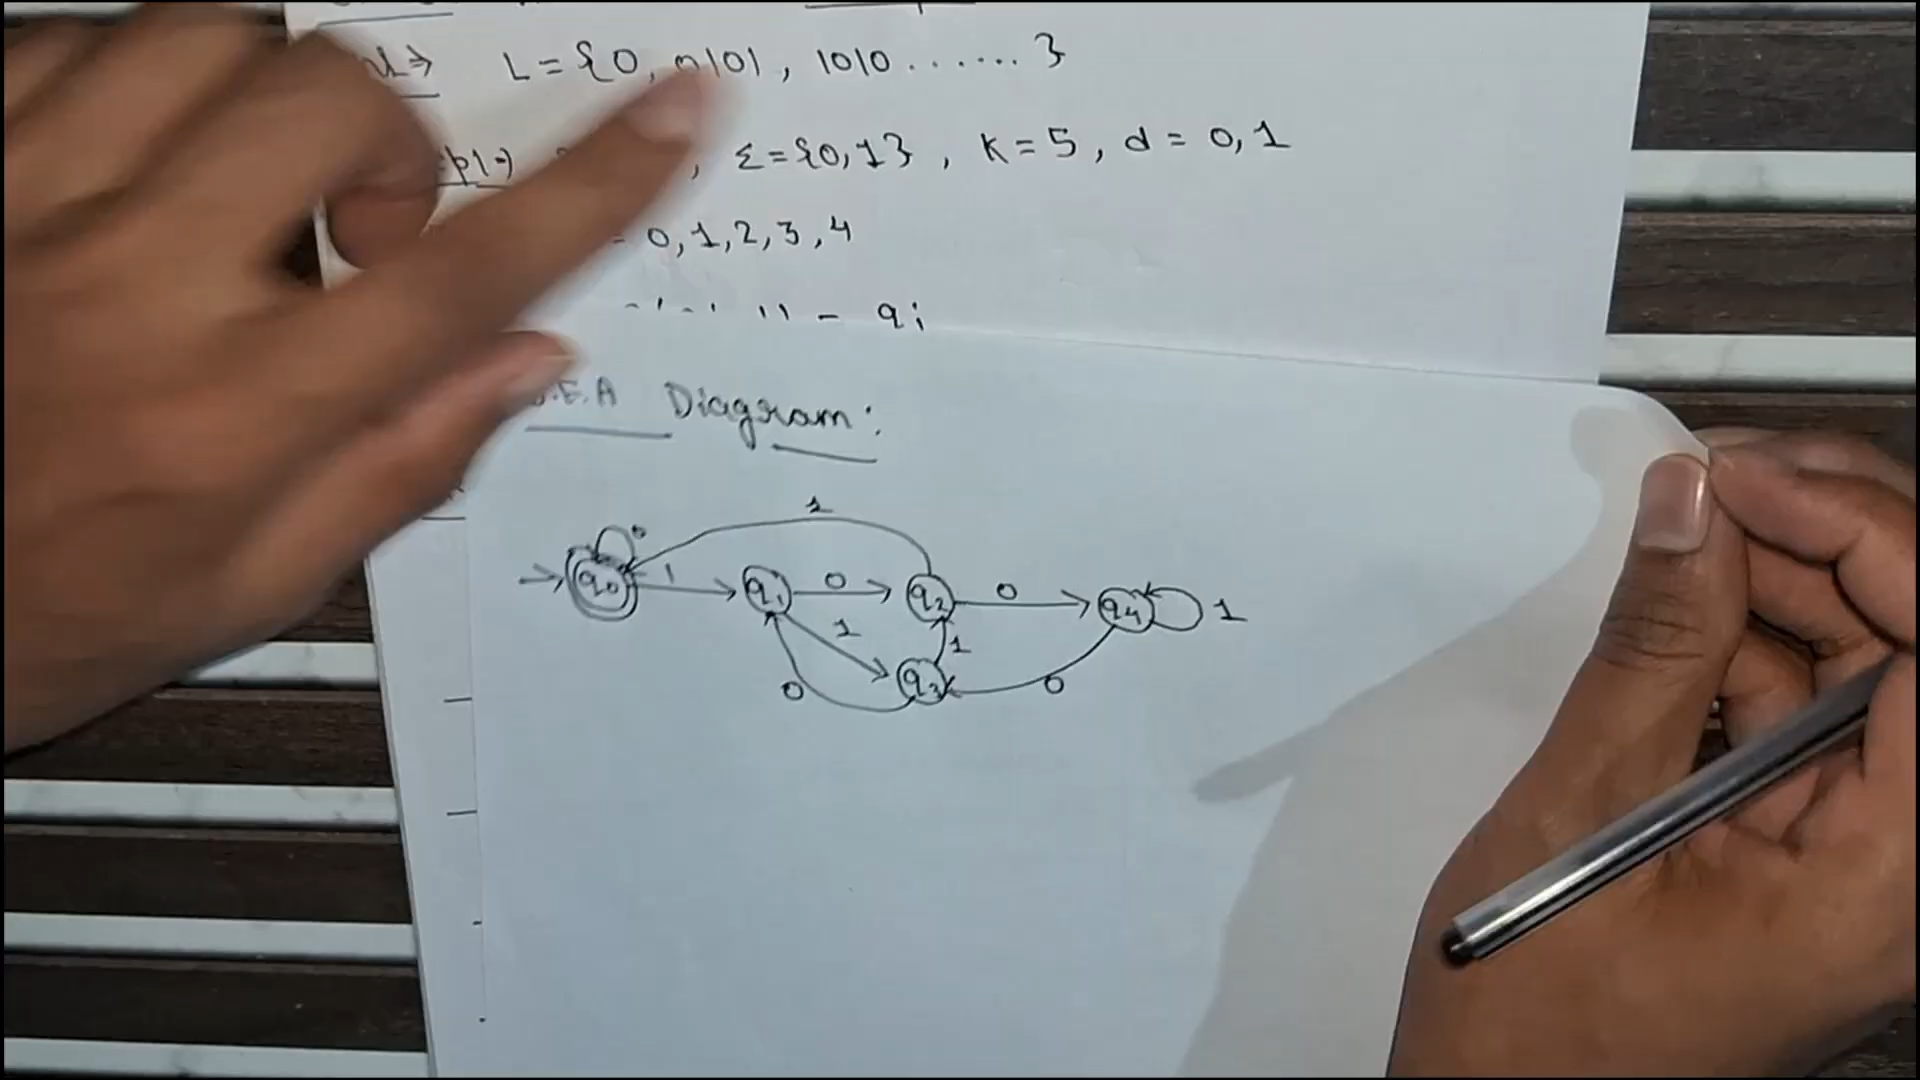 L = {0, 0101, 1010 ...... }
, Σ = {0,1} , K = 5 , d = 0, 1
= 0, 1, 2, 3, 4
= qj
D.F.A Diagram :
1
0
q0 1 q1 0 q2 0 q4 1
1 1
0 q3 0